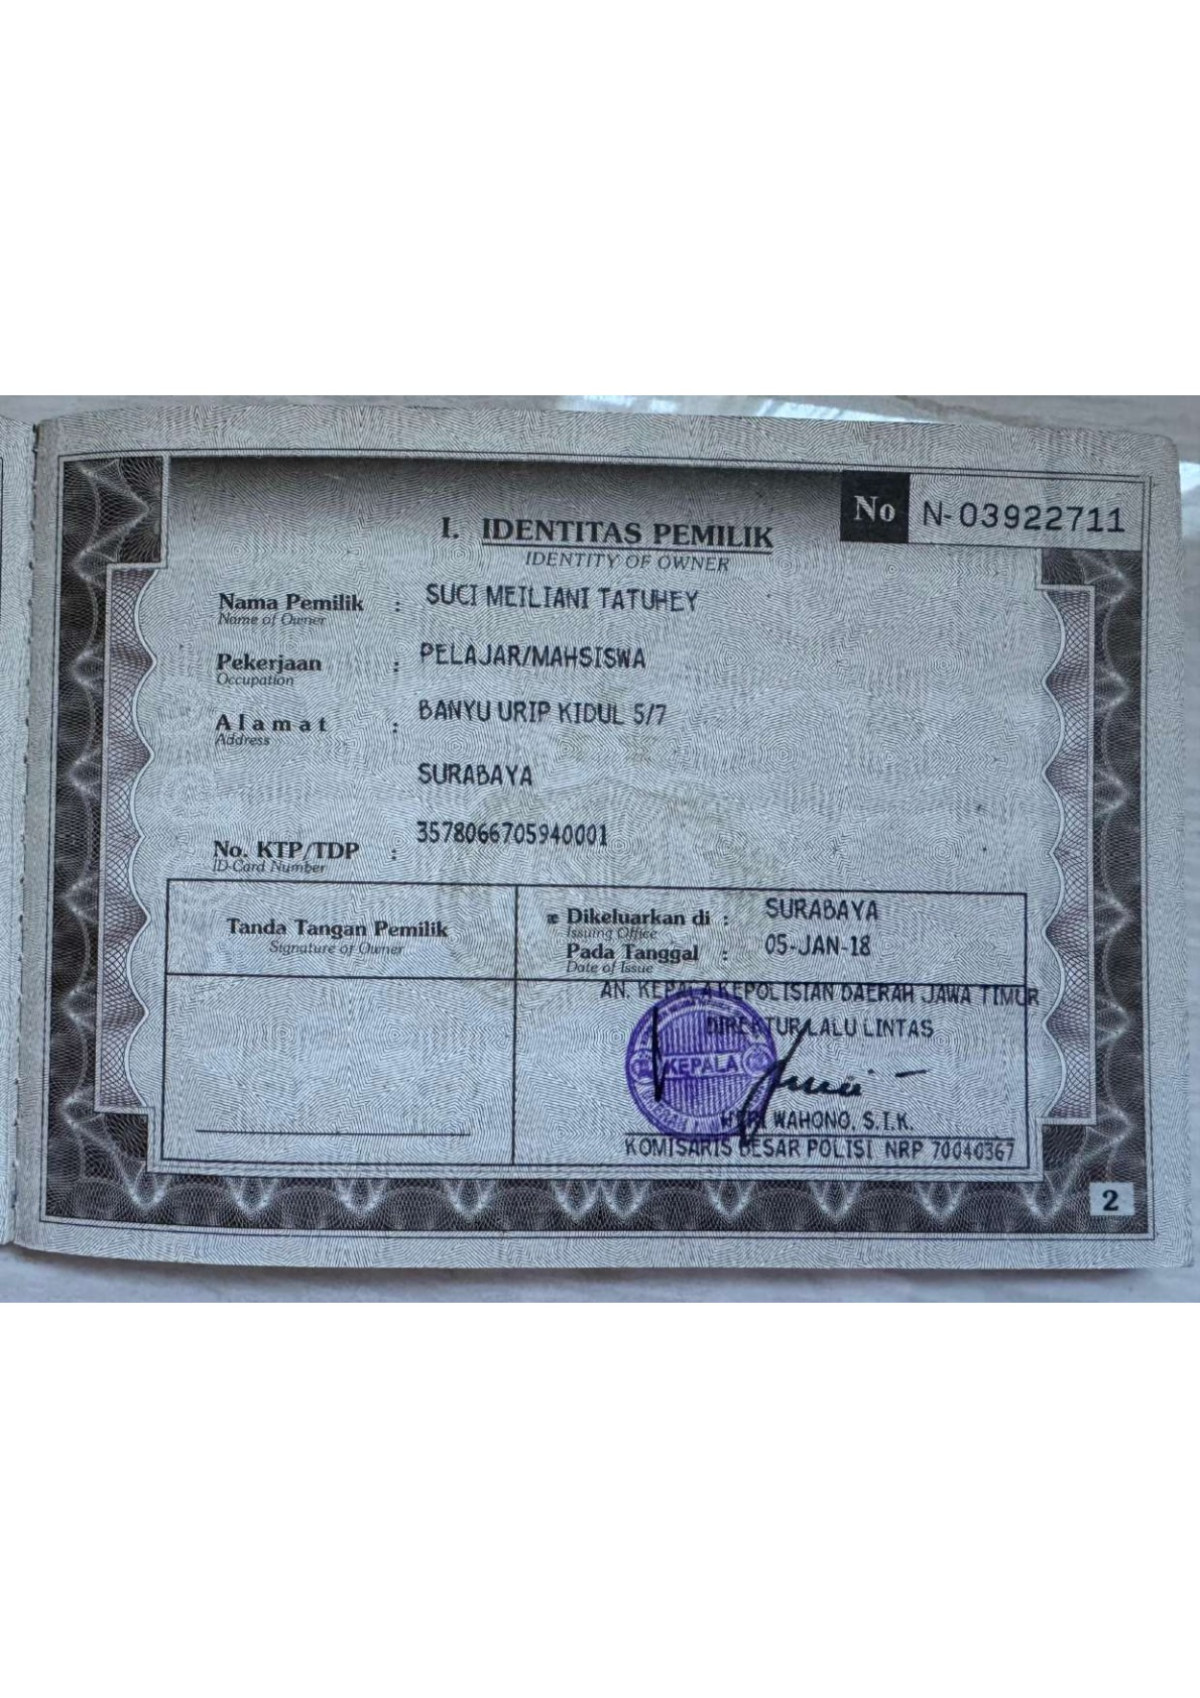 No N-03922711
I. IDENTITAS PEMILIK
IDENTITY OF OWNER
Nama Pemilik : SUCI MEILIANI TATUHEY
Name of Owner
Pekerjaan : PELAJAR/MAHSISWA
Occupation
Alamat : BANYU URIP KIDUL 5/7
Address
SURABAYA
No. KTP/TDP : 3578066705940001
ID-Card Number
Tanda Tangan Pemilik
Signature of Owner
Dikeluarkan di : SURABAYA
Issuing Office
Pada Tanggal : 05-JAN-18
Date of Issue
AN. KEPALA KEPOLISIAN DAERAH JAWA TIMUR
DIREKTUR LALU LINTAS
KEPALA
HERI WAHONO, S.I.K.
KOMISARIS BESAR POLISI NRP 70040367
2